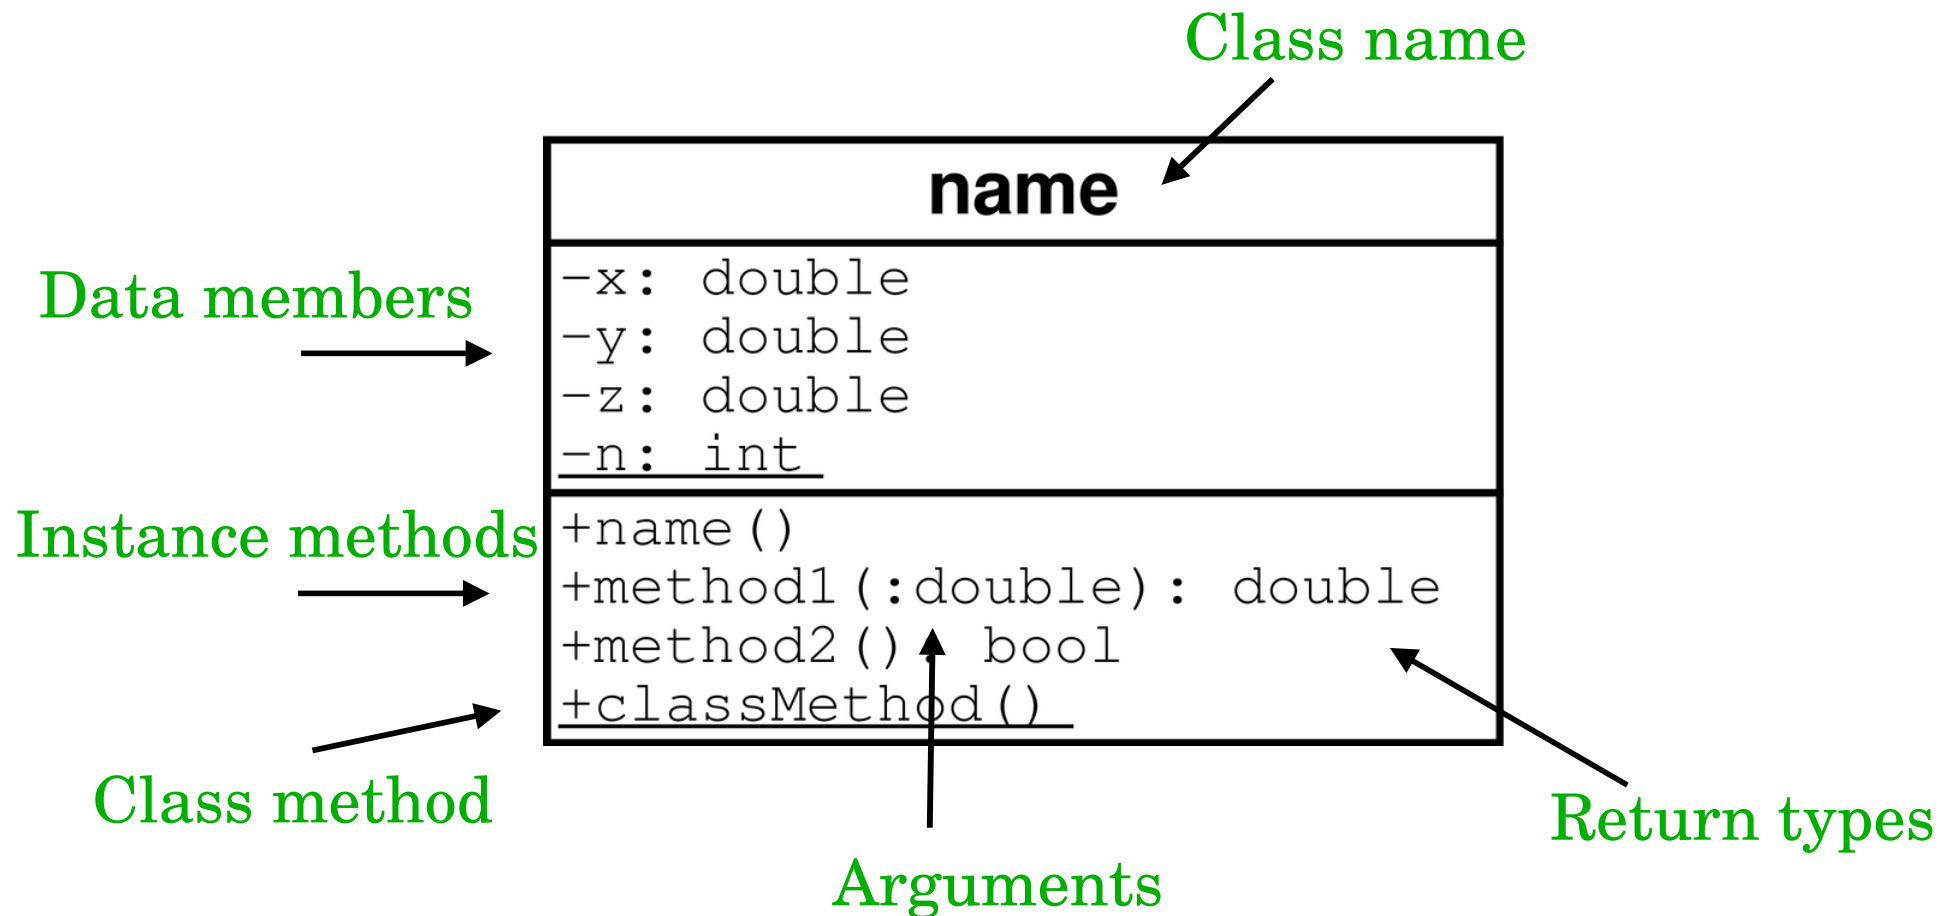 Class name
name
Data members
-x: double
-y: double
-z: double
-n: int
Instance methods
+name()
+method1(:double): double
+method2(): bool
+classMethod()
Class method
Return types
Arguments